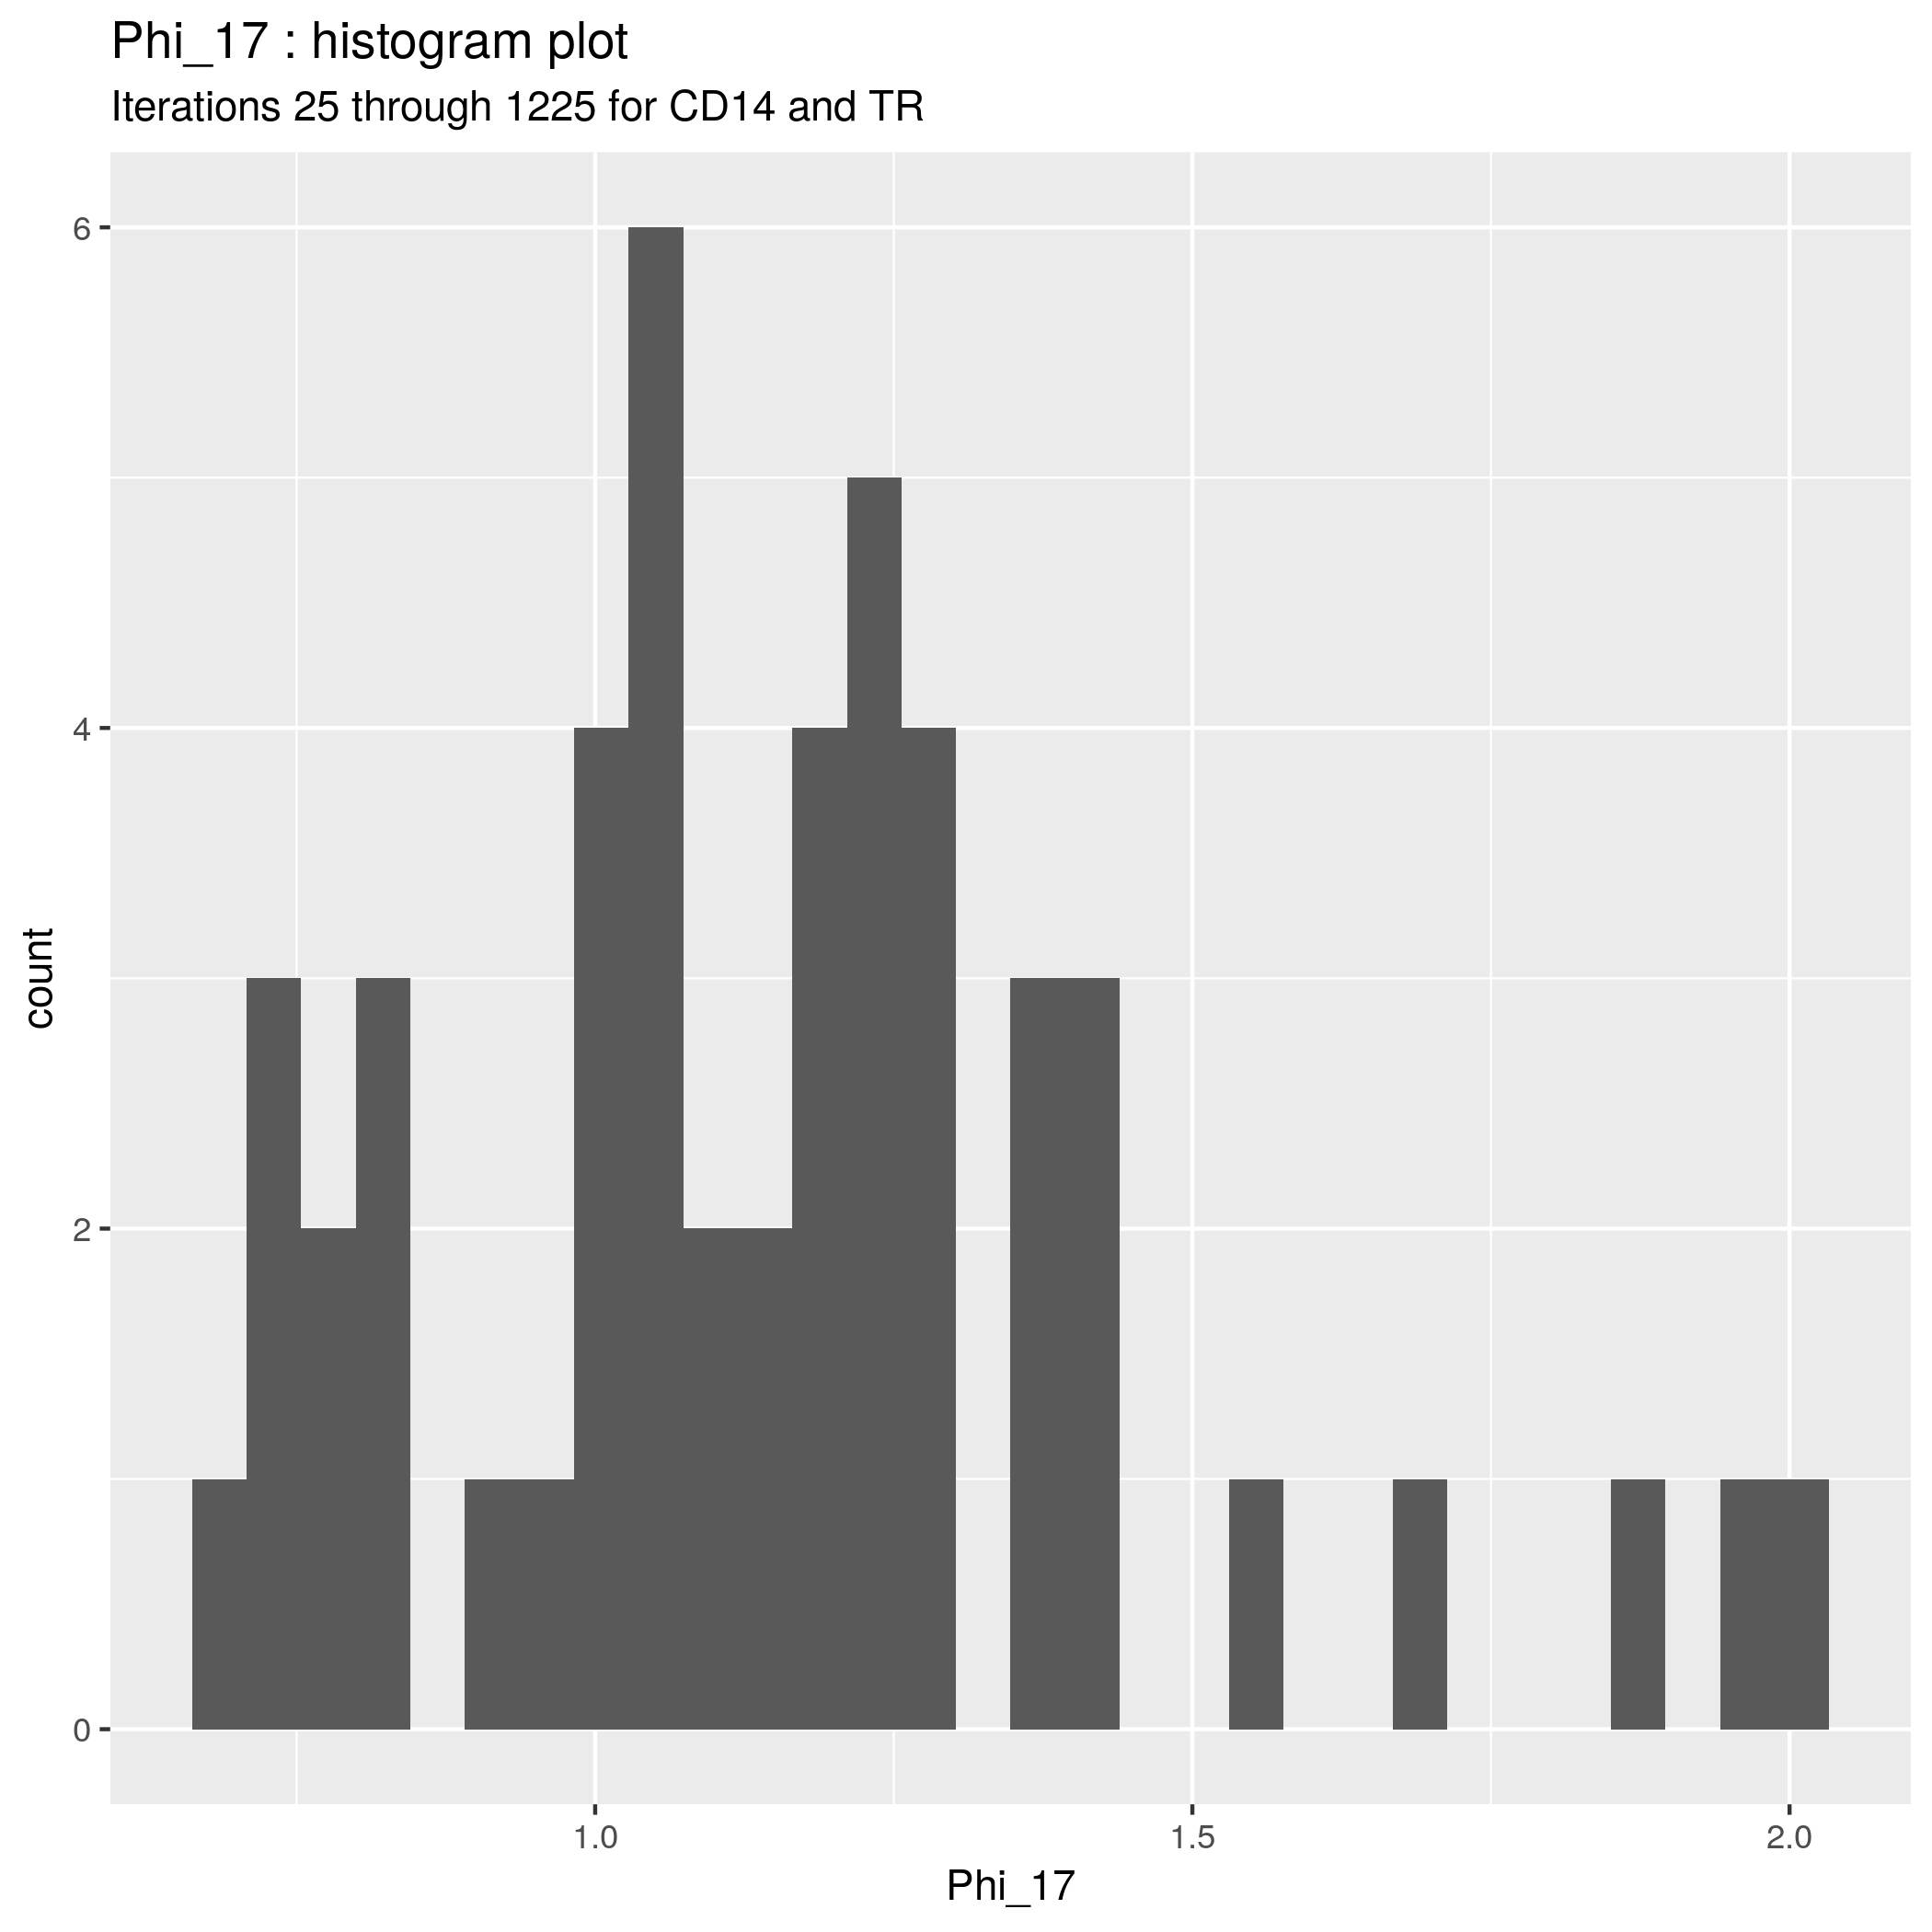 Phi_17 : histogram plot
Iterations 25 through 1225 for CD14 and TR
6
4
2
0
count
1.0 1.5 2.0
Phi_17